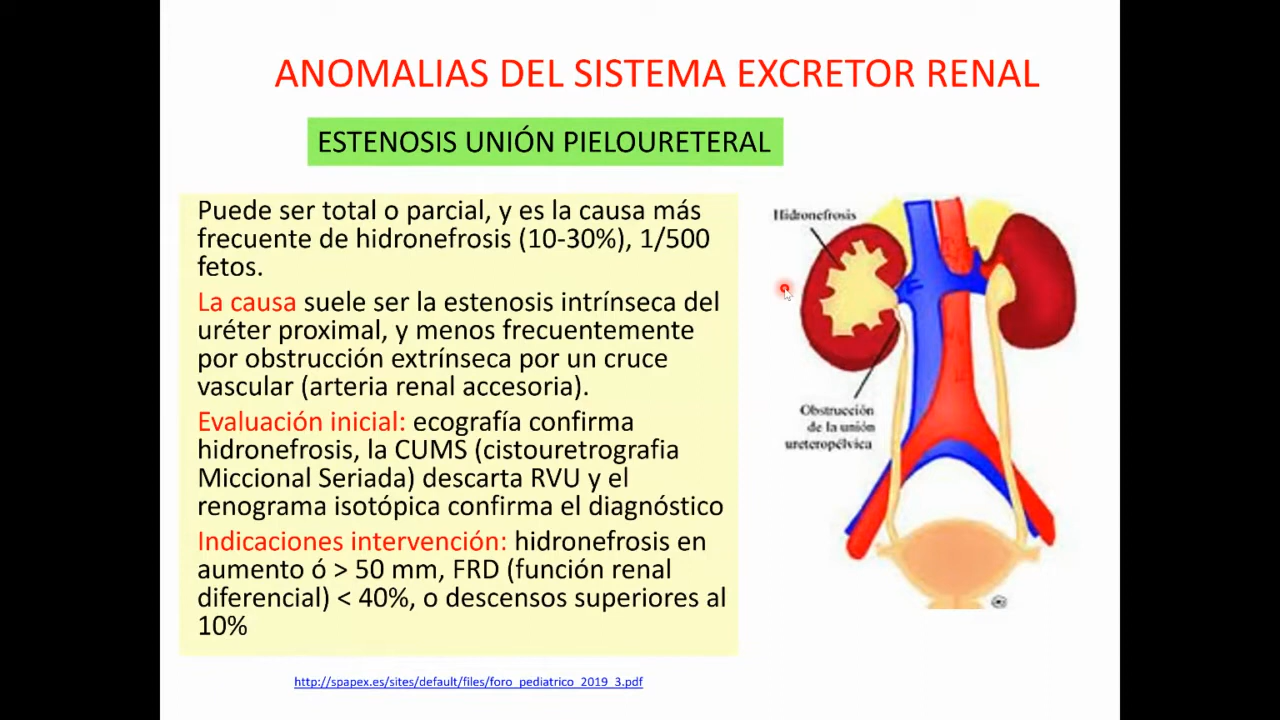 ANOMALIAS DEL SISTEMA EXCRETOR RENAL
ESTENOSIS UNIÓN PIELOURETERAL
Puede ser total o parcial, y es la causa más
frecuente de hidronefrosis (10-30%), 1/500
fetos.
La causa suele ser la estenosis intrínseca del
uréter proximal, y menos frecuentemente
por obstrucción extrínseca por un cruce
vascular (arteria renal accesoria).
Evaluación inicial: ecografía confirma
hidronefrosis, la CUMS (cistouretrografia
Miccional Seriada) descarta RVU y el
renograma isotópica confirma el diagnóstico
Indicaciones intervención: hidronefrosis en
aumento ó > 50 mm, FRD (función renal
diferencial) < 40%, o descensos superiores al
10%
Hidronefrosis
Obstrucción
de la unión
ureteropélvica
http://spapex.es/sites/default/files/foro_pediatrico_2019_3.pdf